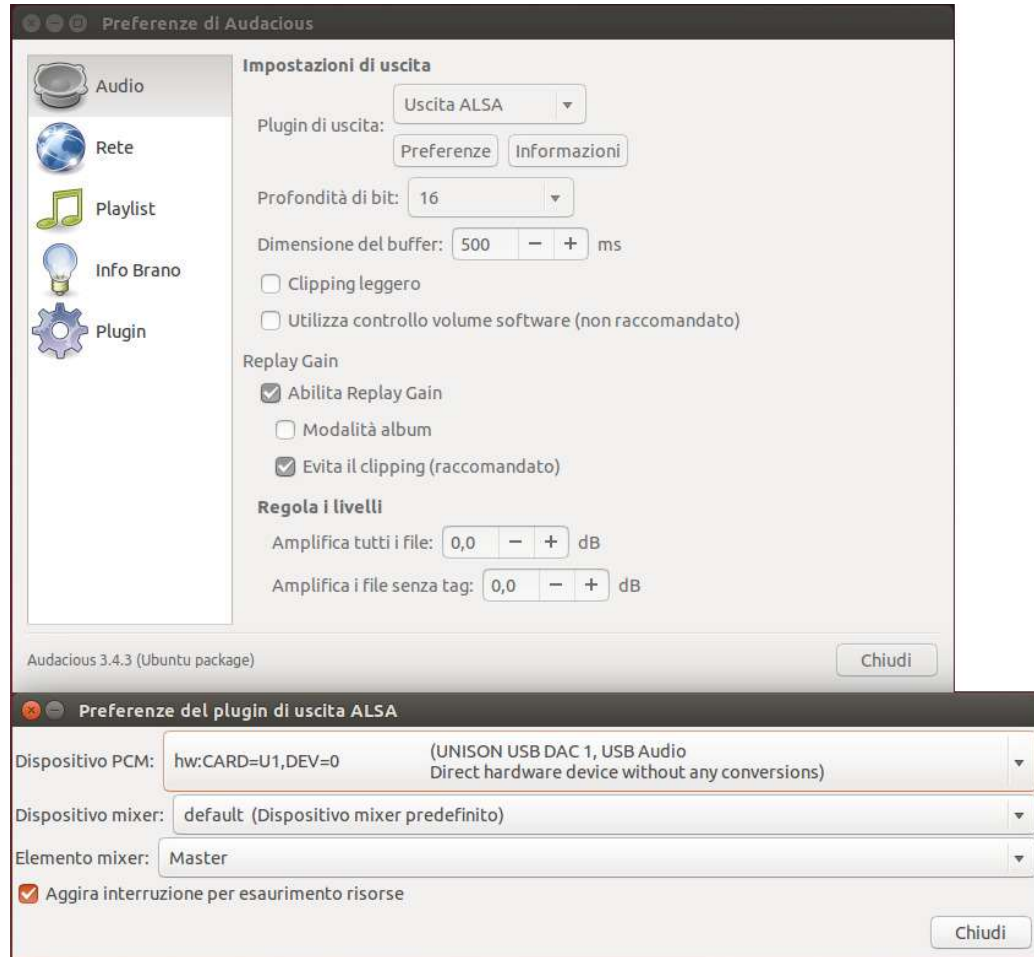 Preferenze di Audacious
Audio
Rete
Playlist
Info Brano
Plugin
Impostazioni di uscita
Plugin di uscita: Uscita ALSA
Preferenze Informazioni
Profondità di bit: 16
Dimensione del buffer: 500 − + ms
Clipping leggero
Utilizza controllo volume software (non raccomandato)
Replay Gain
Abilita Replay Gain
Modalità album
Evita il clipping (raccomandato)
Regola i livelli
Amplifica tutti i file: 0,0 − + dB
Amplifica i file senza tag: 0,0 − + dB
Audacious 3.4.3 (Ubuntu package)
Chiudi
Preferenze del plugin di uscita ALSA
Dispositivo PCM: hw:CARD=U1,DEV=0 (UNISON USB DAC 1, USB Audio
Direct hardware device without any conversions)
Dispositivo mixer: default (Dispositivo mixer predefinito)
Elemento mixer: Master
Aggira interruzione per esaurimento risorse
Chiudi